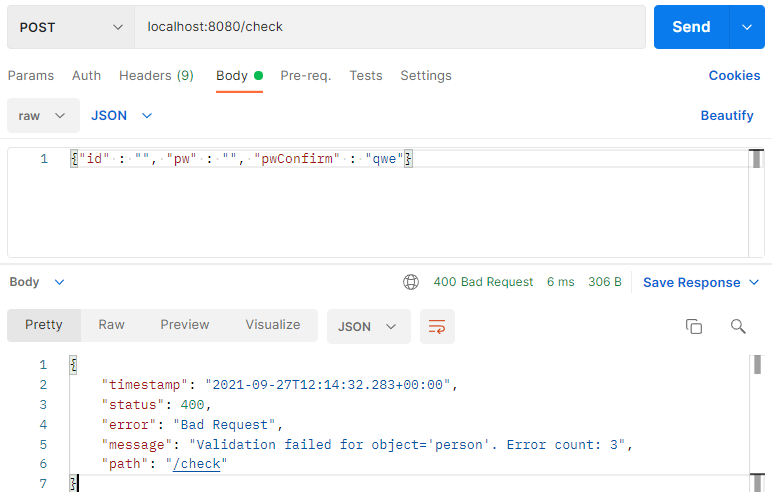 POST localhost:8080/check Send
Params Auth Headers (9) Body Pre-req. Tests Settings Cookies
raw JSON Beautify
1 {"id" : "", "pw" : "", "pwConfirm" : "qwe"}
Body 400 Bad Request 6 ms 306 B Save Response
Pretty Raw Preview Visualize JSON
1 {
2 "timestamp": "2021-09-27T12:14:32.283+00:00",
3 "status": 400,
4 "error": "Bad Request",
5 "message": "Validation failed for object='person'. Error count: 3",
6 "path": "/check"
7 }